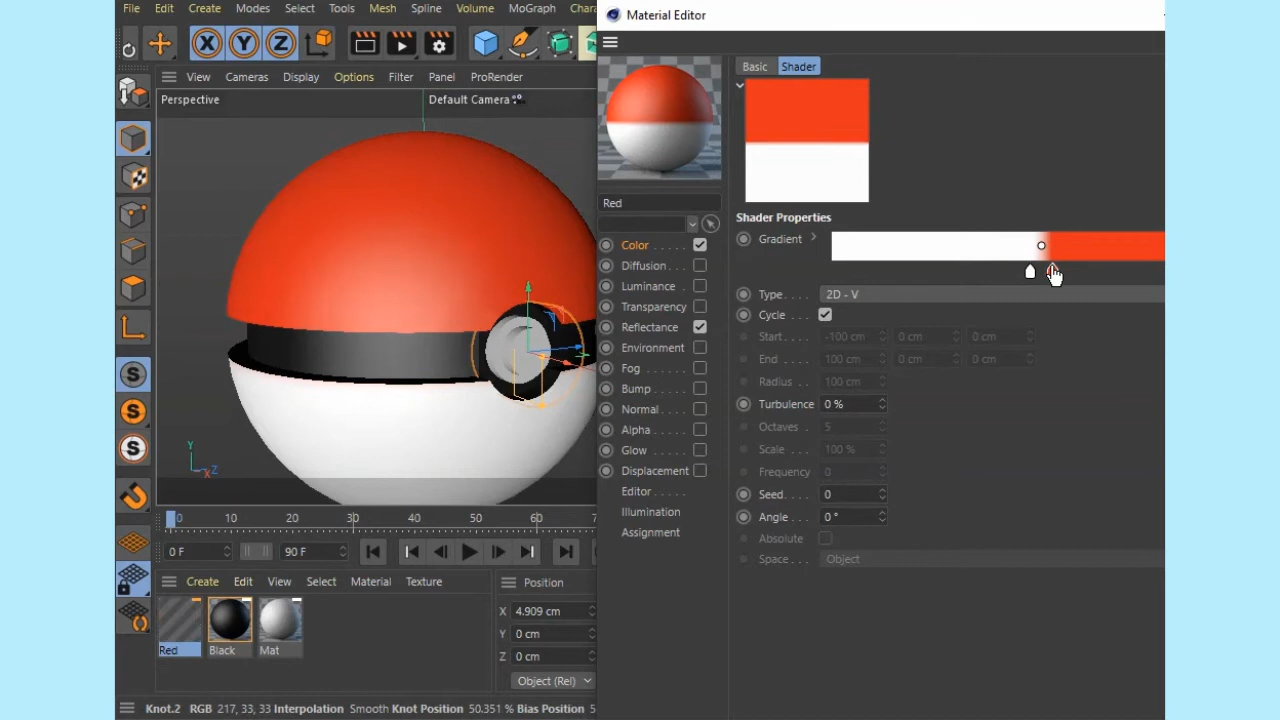 File Edit Create Modes Select Tools Mesh Spline Volume MoGraph
Material Editor
View Cameras Display Options Filter Panel ProRender
Perspective
Default Camera
Basic Shader
Red
Color . . . . .
Diffusion . . .
Luminance . .
Transparency
Reflectance
Environment
Fog . . . . . .
Bump . . . . .
Normal . . . .
Alpha . . . . .
Glow . . . . .
Displacement
Editor . . . . .
Illumination
Assignment
Shader Properties
Gradient
Type . . . . 2D - V
Cycle . . . .
Start . . . . -100 cm 0 cm 0 cm
End . . . . . 100 cm 0 cm 0 cm
Radius . . . 100 cm
Turbulence 0 %
Octaves . . 5
Scale . . . . 100 %
Frequency 0
Seed. . . . . 0
Angle . . . 0 °
Absolute
Space. . . . Object
0 10 20 30 40 50 60
0 F 90 F
Create Edit View Select Material Texture
Red Black Mat
Position
X 4.909 cm
Y 0 cm
Z 0 cm
Object (Rel)
Y
X Z
Knot.2 RGB 217, 33, 33 Interpolation Smooth Knot Position 50.351 % Bias Position 5